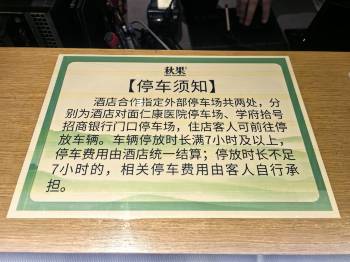 秋果
【停车须知】
酒店合作指定外部停车场共两处，分
别为酒店对面仁康医院停车场、学府拾号
招商银行门口停车场，住店客人可前往停
放车辆。车辆停放时长满7小时及以上，
停车费用由酒店统一结算；停放时长不足
7小时的，相关停车费用由客人自行承
担。